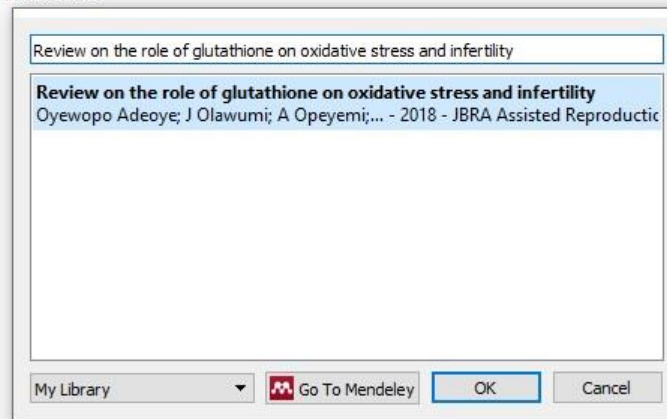 Review on the role of glutathione on oxidative stress and infertility
Review on the role of glutathione on oxidative stress and infertility
Oyewopo Adeoye; J Olawumi; A Opeyemi;... - 2018 - JBRA Assisted Reproductic
My Library
Go To Mendeley
OK
Cancel